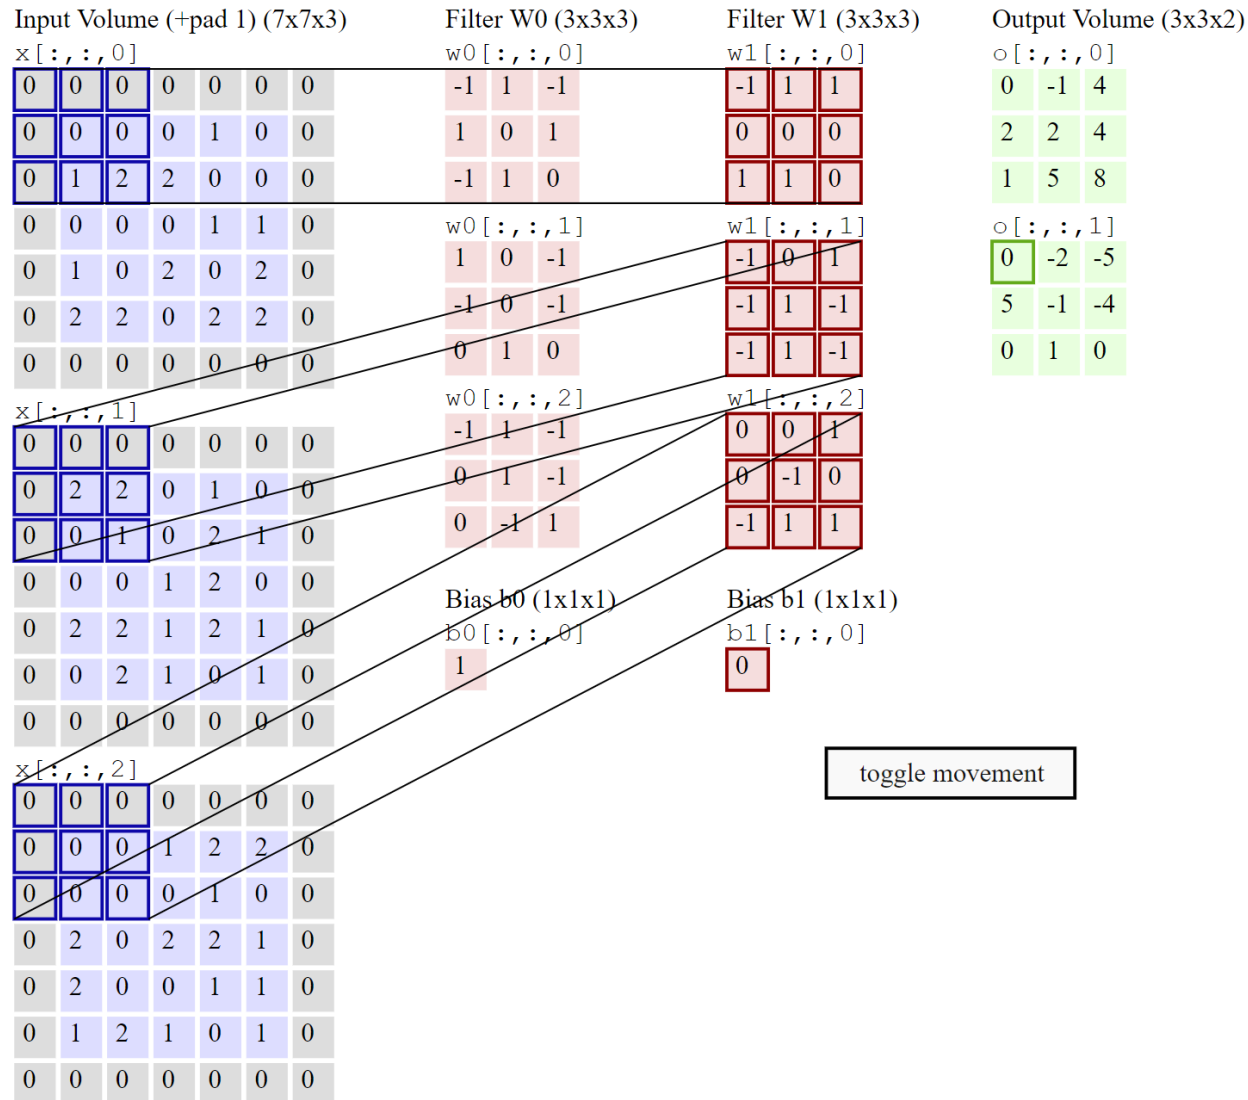 Input Volume (+pad 1) (7x7x3)
x[:,:,0]
0 0 0 0 0 0 0
0 0 0 0 1 0 0
0 1 2 2 0 0 0
0 0 0 0 1 1 0
0 1 0 2 0 2 0
0 2 2 0 2 2 0
0 0 0 0 0 0 0
x[:,:,1]
0 0 0 0 0 0 0
0 2 2 0 1 0 0
0 0 1 0 2 1 0
0 0 0 1 2 0 0
0 2 2 1 2 1 0
0 0 2 1 0 1 0
0 0 0 0 0 0 0
x[:,:,2]
0 0 0 0 0 0 0
0 0 0 1 2 2 0
0 0 0 0 1 0 0
0 2 0 2 2 1 0
0 2 0 0 1 1 0
0 1 2 1 0 1 0
0 0 0 0 0 0 0
Filter W0 (3x3x3)
w0[:,:,0]
-1 1 -1
1 0 1
-1 1 0
w0[:,:,1]
1 0 -1
-1 0 -1
0 1 0
w0[:,:,2]
-1 1 -1
0 1 -1
0 -1 1
Bias b0 (1x1x1)
b0[:,:,0]
1
Filter W1 (3x3x3)
w1[:,:,0]
-1 1 1
0 0 0
1 1 0
w1[:,:,1]
-1 0 1
-1 1 -1
-1 1 -1
w1[:,:,2]
0 0 1
0 -1 0
-1 1 1
Bias b1 (1x1x1)
b1[:,:,0]
0
Output Volume (3x3x2)
o[:,:,0]
0 -1 4
2 2 4
1 5 8
o[:,:,1]
0 -2 -5
5 -1 -4
0 1 0
toggle movement